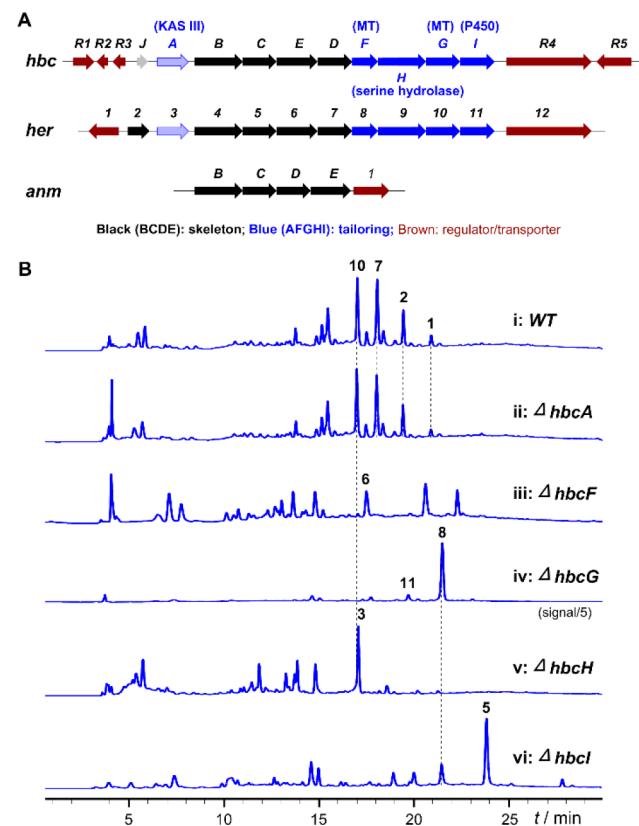 A
(KAS III) (MT) (MT) (P450)
R1 R2 R3 J A B C E D F G I R4 R5
hbc
H
(serine hydrolase)
1 2 3 4 5 6 7 8 9 10 11 12
her
B C D E 1
anm
Black (BCDE): skeleton; Blue (AFGHI): tailoring; Brown: regulator/transporter
B
10 7 2 1
i: WT
ii: Δ hbcA
6
iii: Δ hbcF
8
11
iv: Δ hbcG
(signal/5)
3
v: Δ hbcH
5
vi: Δ hbcI
5 10 15 20 25 t / min